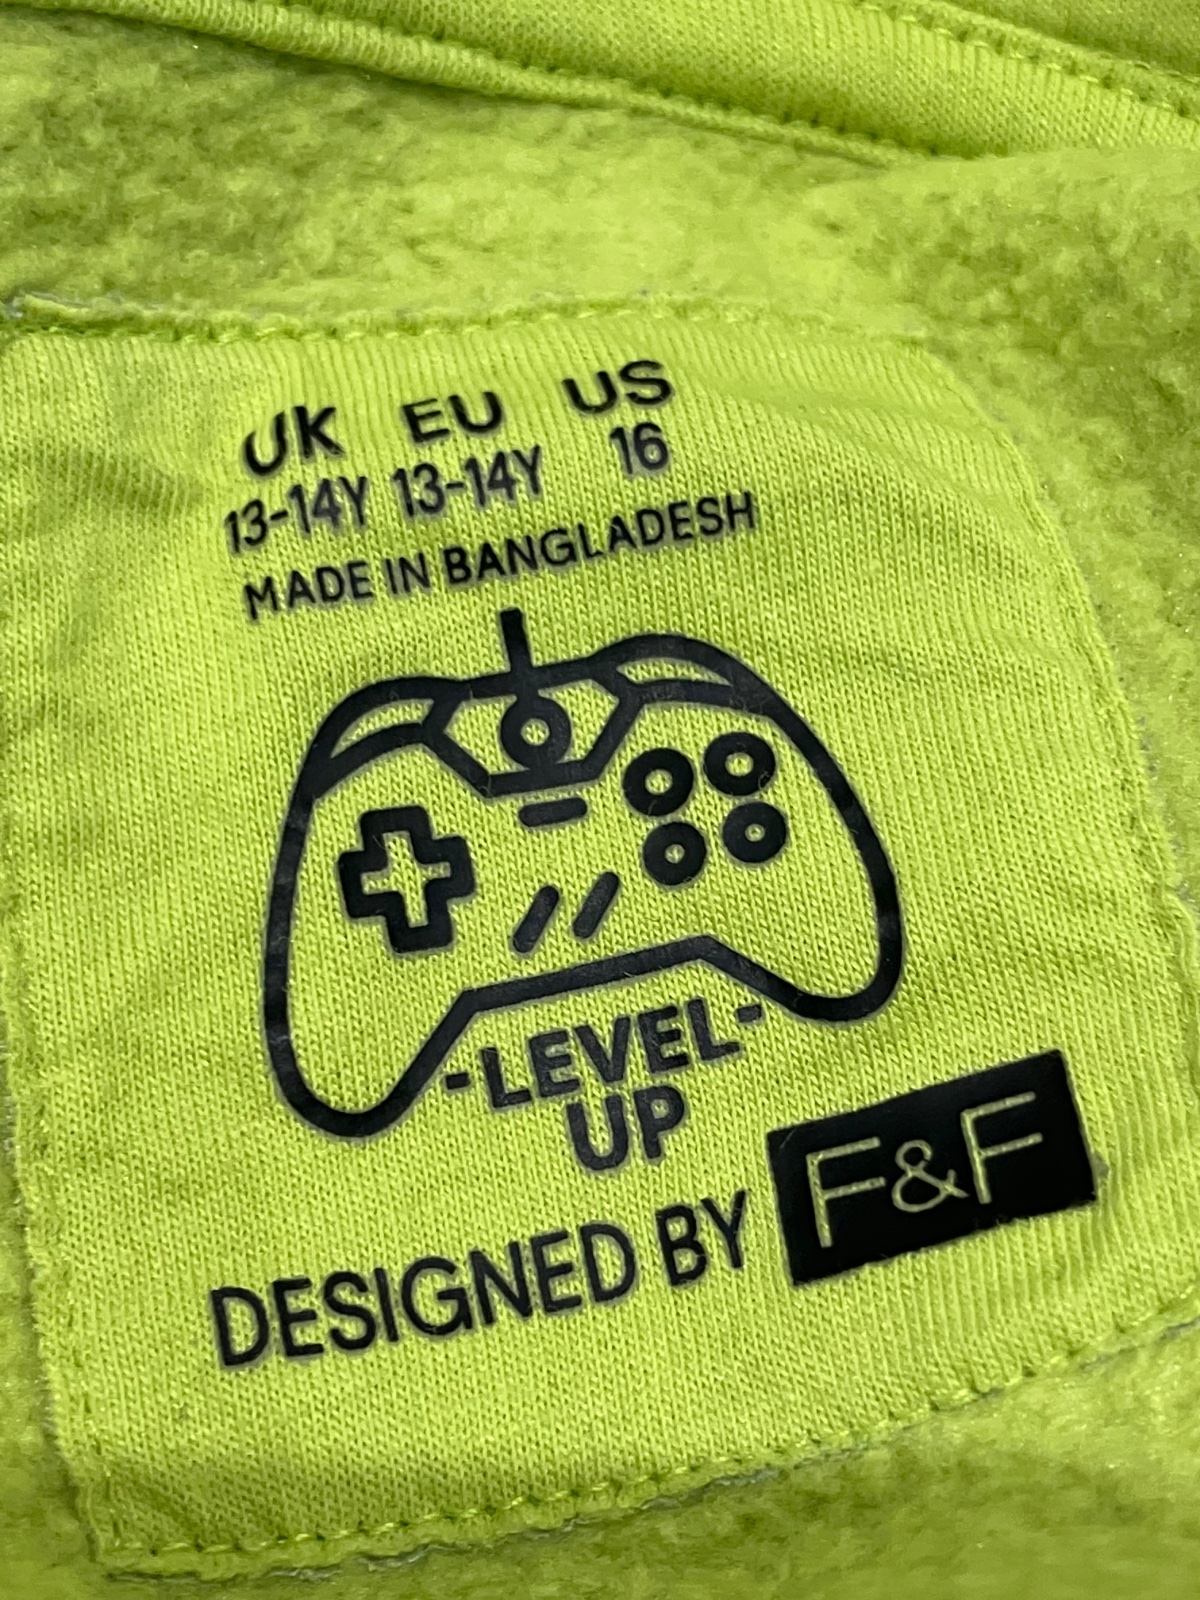 UK EU US
13-14Y 13-14Y 16
MADE IN BANGLADESH
-LEVEL-
UP
DESIGNED BY F&F